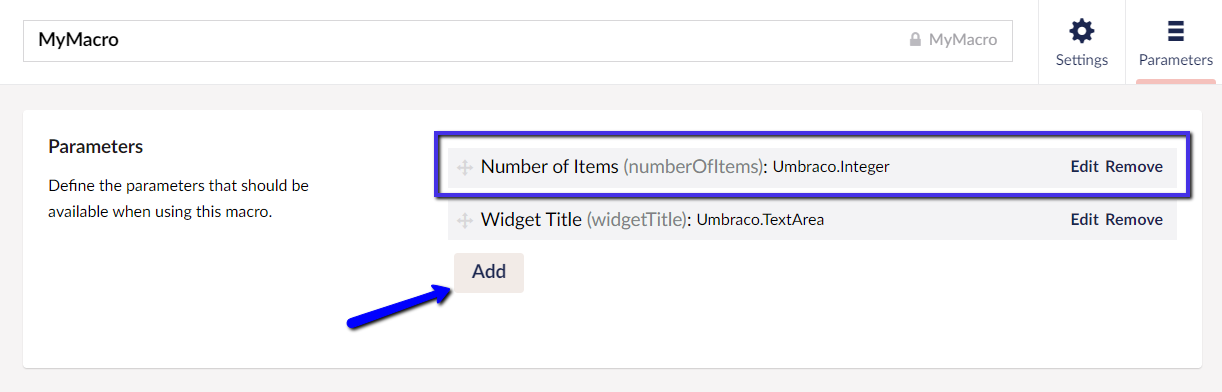 MyMacro
MyMacro
Settings
Parameters
Parameters
Define the parameters that should be
available when using this macro.
Number of Items (numberOfItems): Umbraco.Integer
Edit Remove
Widget Title (widgetTitle): Umbraco.TextArea
Edit Remove
Add